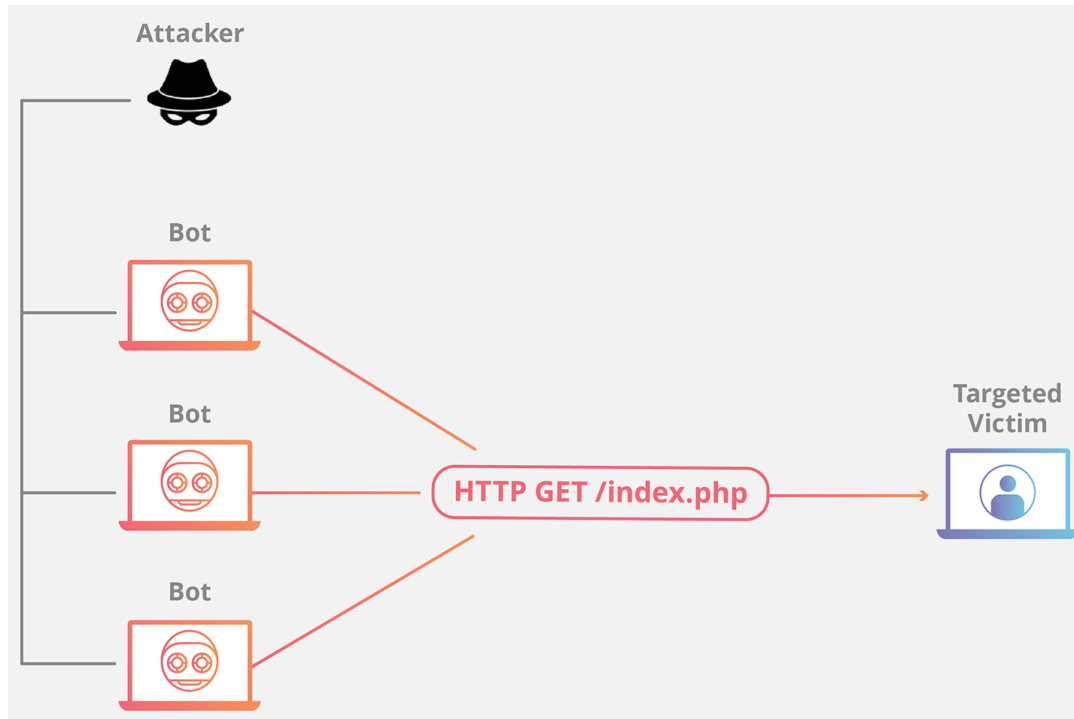 Attacker
Bot
Bot
HTTP GET /index.php
Targeted
Victim
Bot